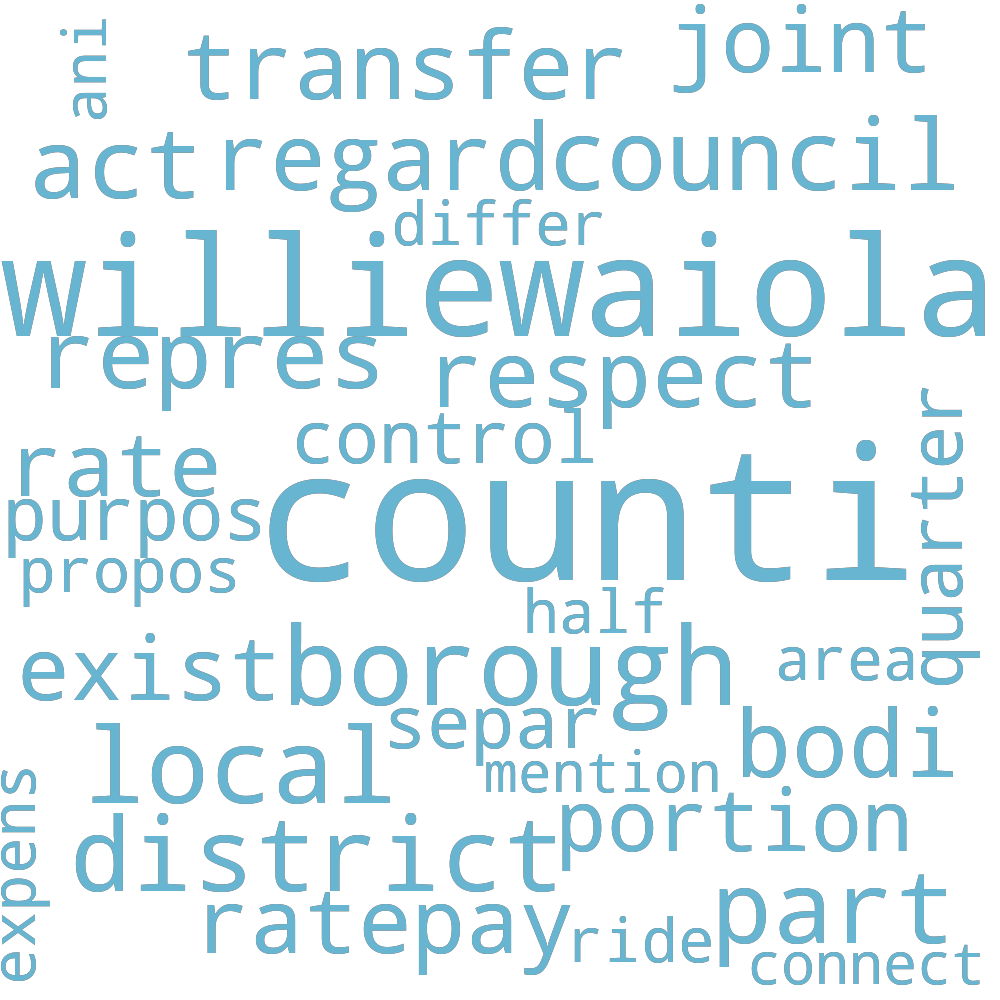 ani transfer joint
act regard council
differ
williewaiola
repres respect
control
rate
purpos counti quarter
propos
half
exist borough area
separ
local bodi
mention
expens portion
district
ratepay ride part
connect